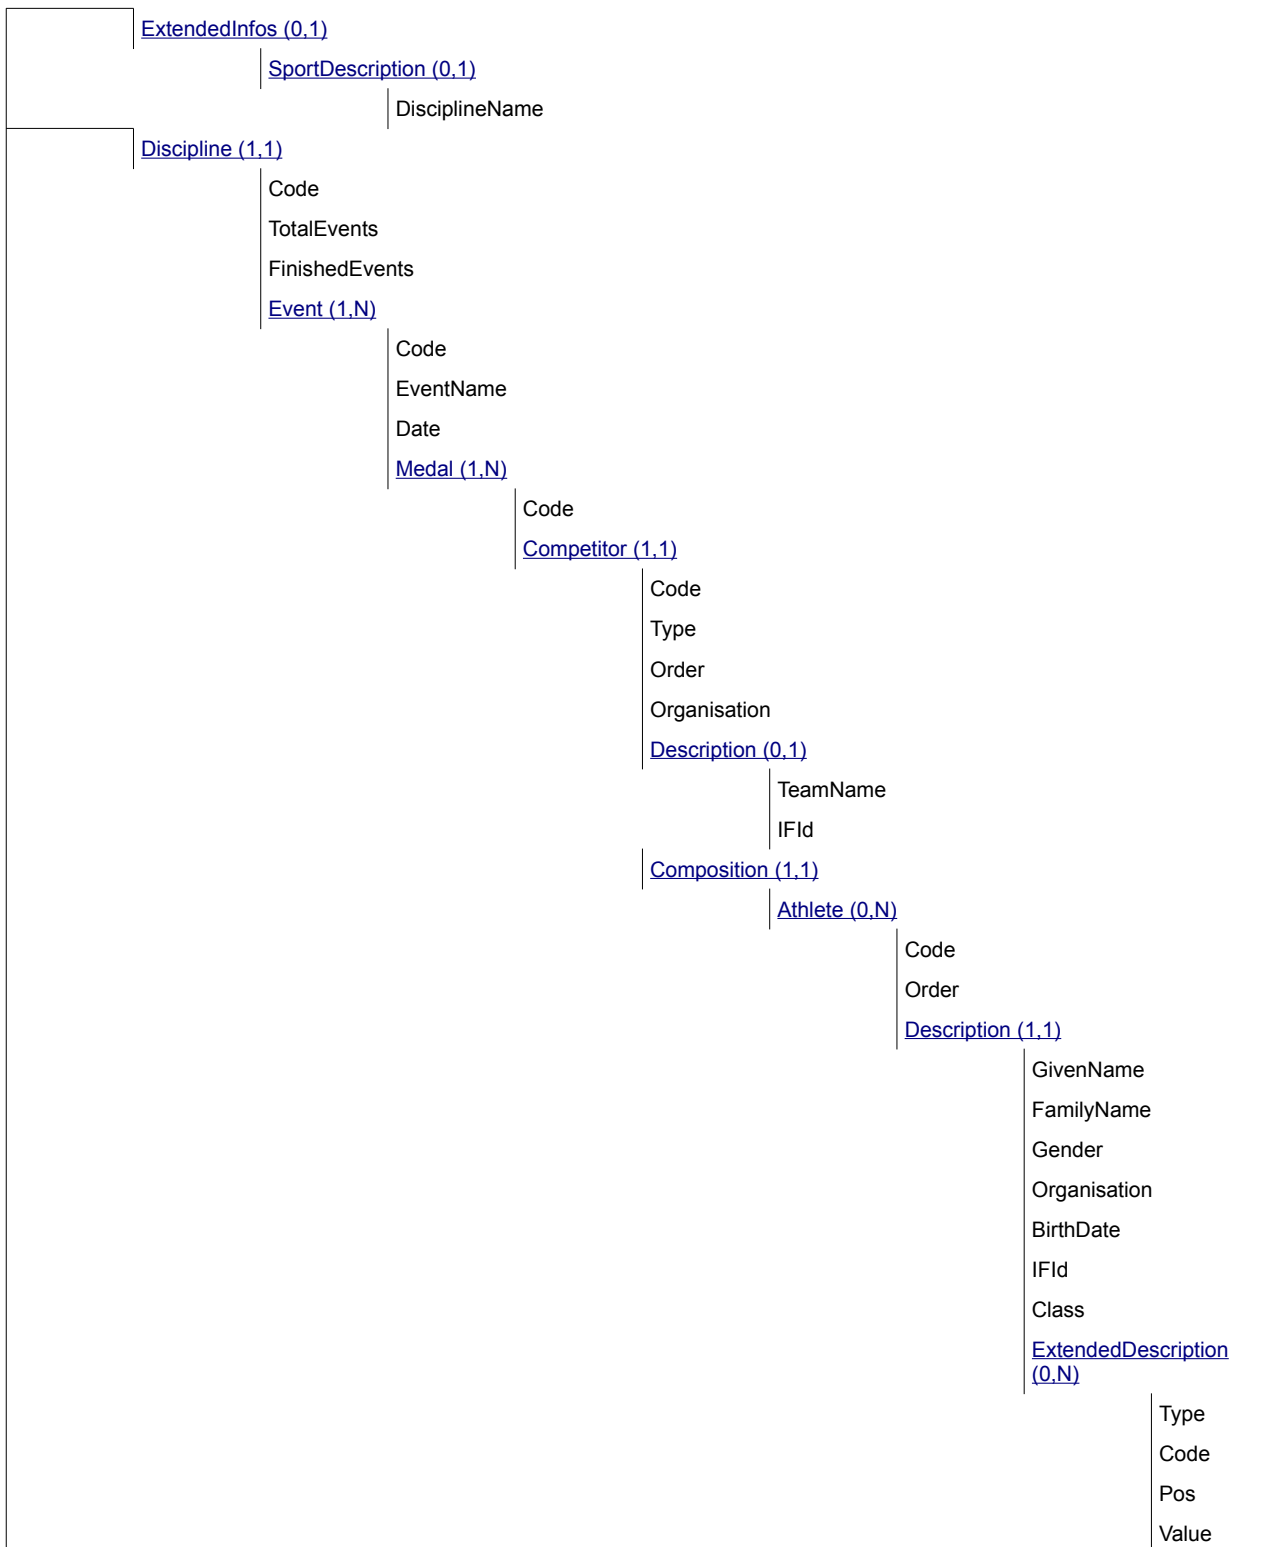 ExtendedInfos (0,1)
SportDescription (0,1)
DisciplineName
Discipline (1,1)
Code
TotalEvents
FinishedEvents
Event (1,N)
Code
EventName
Date
Medal (1,N)
Code
Competitor (1,1)
Code
Type
Order
Organisation
Description (0,1)
TeamName
IFId
Composition (1,1)
Athlete (0,N)
Code
Order
Description (1,1)
GivenName
FamilyName
Gender
Organisation
BirthDate
IFId
Class
ExtendedDescription
(0,N)
Type
Code
Pos
Value